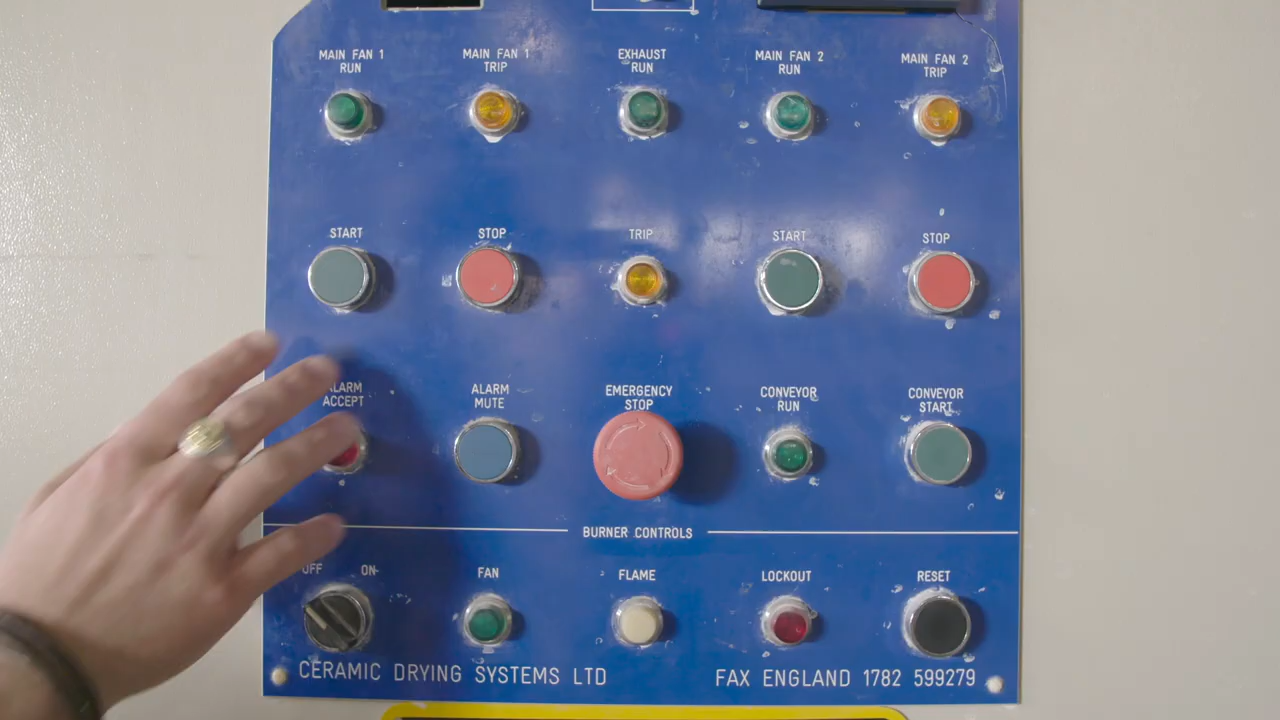 MAIN FAN 1
RUN
MAIN FAN 1
TRIP
EXHAUST
RUN
MAIN FAN 2
RUN
MAIN FAN 2
TRIP
START
STOP
TRIP
START
STOP
ALARM
ACCEPT
ALARM
MUTE
EMERGENCY
STOP
CONVEYOR
RUN
CONVEYOR
START
BURNER CONTROLS
OFF
ON
FAN
FLAME
LOCKOUT
RESET
CERAMIC DRYING SYSTEMS LTD
FAX ENGLAND 1782 599279